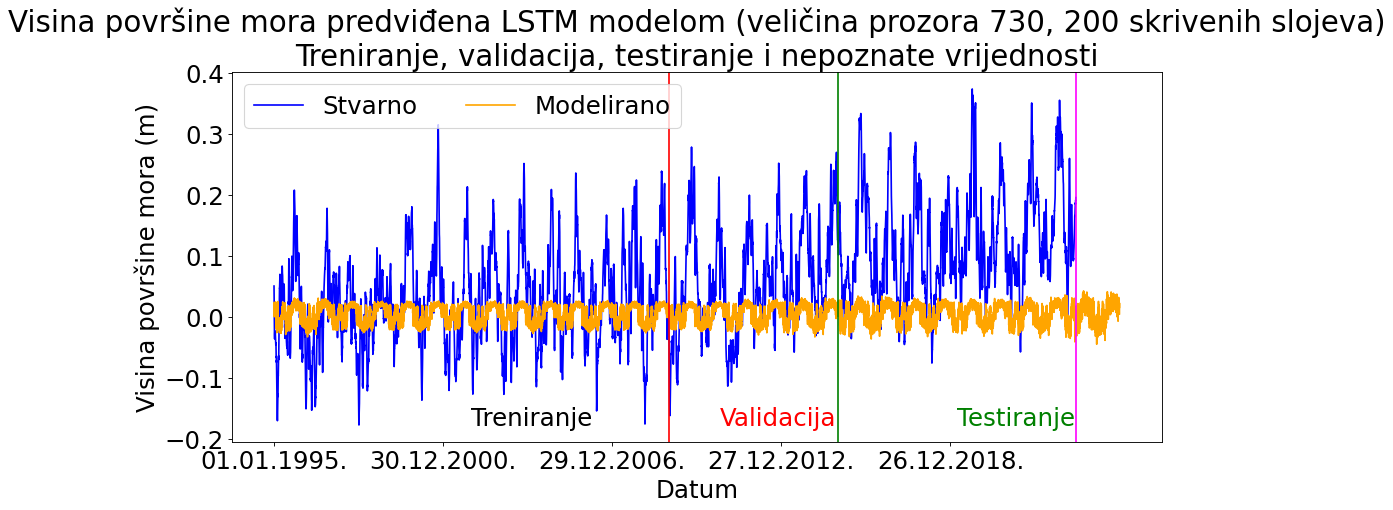 Visina površine mora predviđena LSTM modelom (veličina prozora 730, 200 skrivenih slojeva)
Treniranje, validacija, testiranje i nepoznate vrijednosti
Stvarno
Modelirano
Visina površine mora (m)
0.4
0.3
0.2
0.1
0.0
−0.1
−0.2
Treniranje
Validacija
Testiranje
01.01.1995.
30.12.2000.
29.12.2006.
27.12.2012.
26.12.2018.
Datum